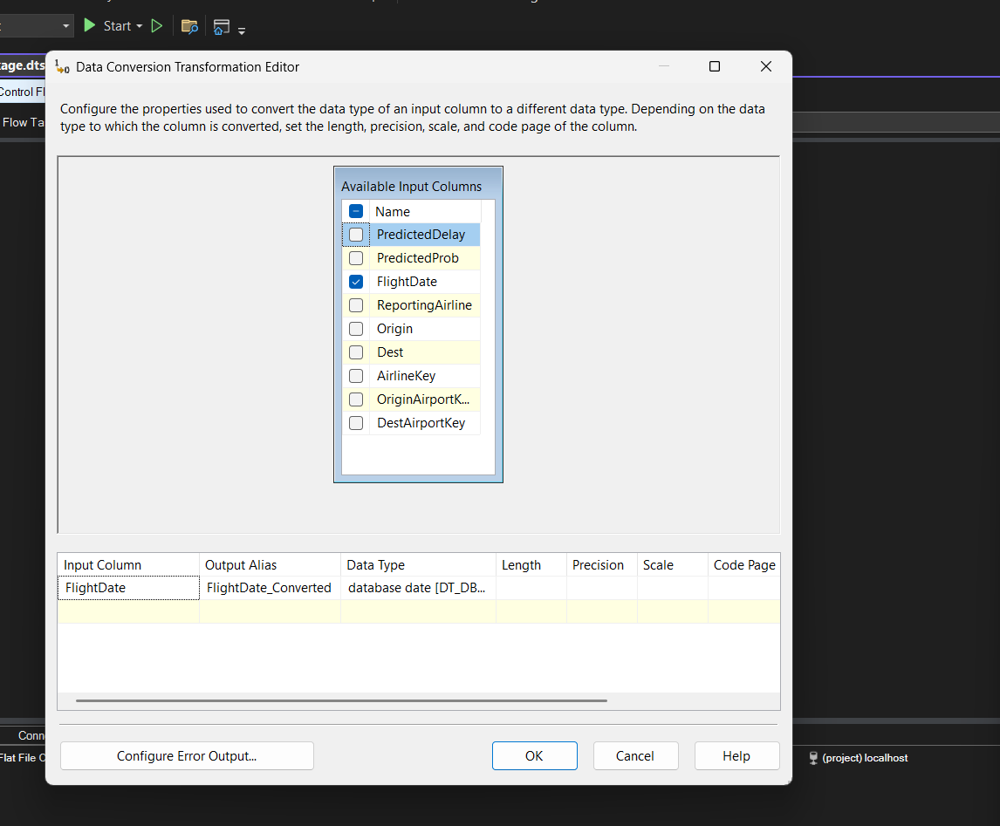 Start
age.dts
Data Conversion Transformation Editor
Control Fl
Configure the properties used to convert the data type of an input column to a different data type. Depending on the data
type to which the column is converted, set the length, precision, scale, and code page of the column.
Flow Ta
Available Input Columns
Name
PredictedDelay
PredictedProb
FlightDate
ReportingAirline
Origin
Dest
AirlineKey
OriginAirportK...
DestAirportKey
Input Column Output Alias Data Type Length Precision Scale Code Page
FlightDate FlightDate_Converted database date [DT_DB...
Conn
Configure Error Output... OK Cancel Help
Flat File C
(project) localhost